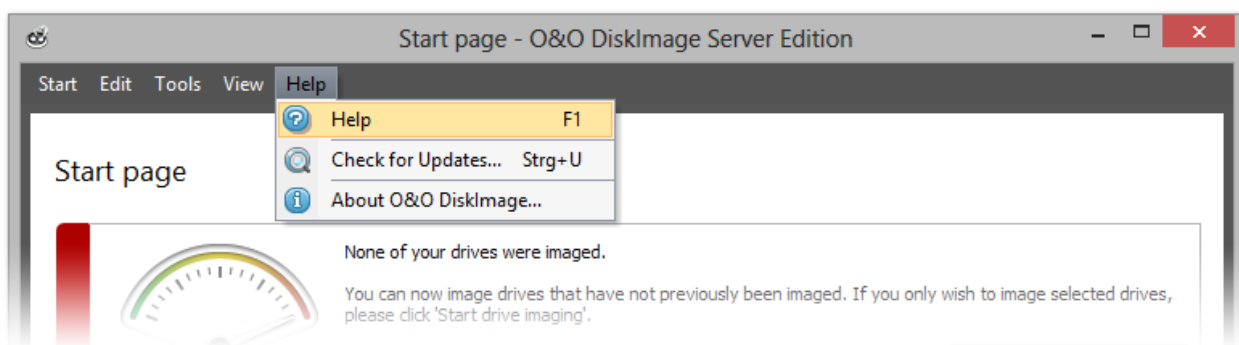 Start page - O&O DiskImage Server Edition
Start Edit Tools View Help
Help F1
Check for Updates... Strg+U
About O&O DiskImage...
Start page
None of your drives were imaged.
You can now image drives that have not previously been imaged. If you only wish to image selected drives,
please click 'Start drive imaging'.